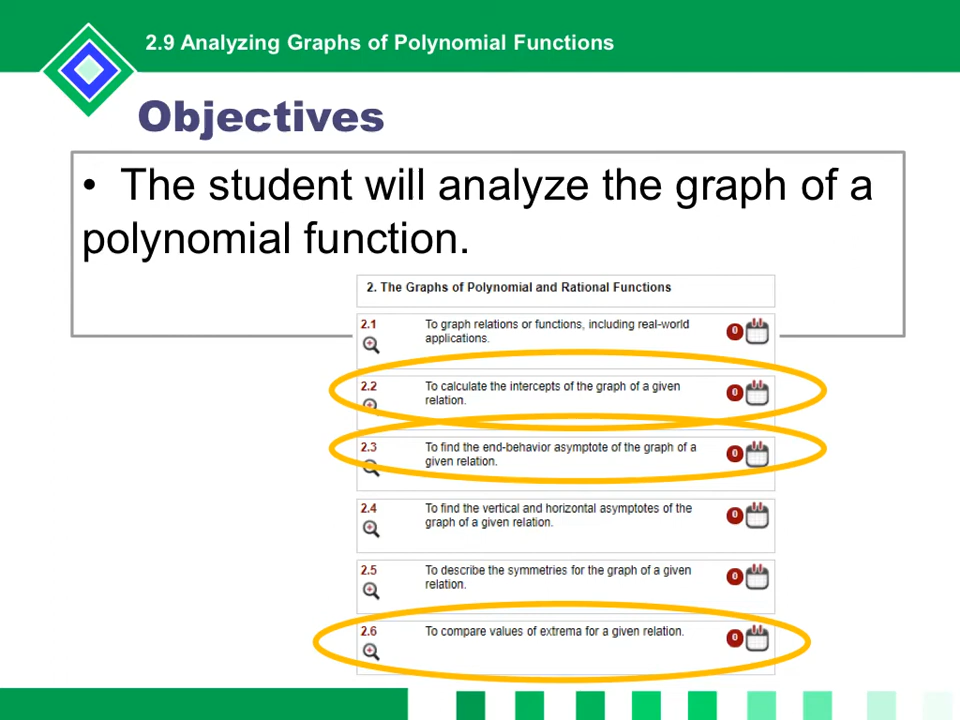 2.9 Analyzing Graphs of Polynomial Functions
Objectives
• The student will analyze the graph of a
polynomial function.
2. The Graphs of Polynomial and Rational Functions
2.1 To graph relations or functions, including real-world 0
applications.
2.2 To calculate the intercepts of the graph of a given 0
relation.
2.3 To find the end-behavior asymptote of the graph of a 0
given relation.
2.4 To find the vertical and horizontal asymptotes of the 0
graph of a given relation.
2.5 To describe the symmetries for the graph of a given 0
relation.
2.6 To compare values of extrema for a given relation. 0